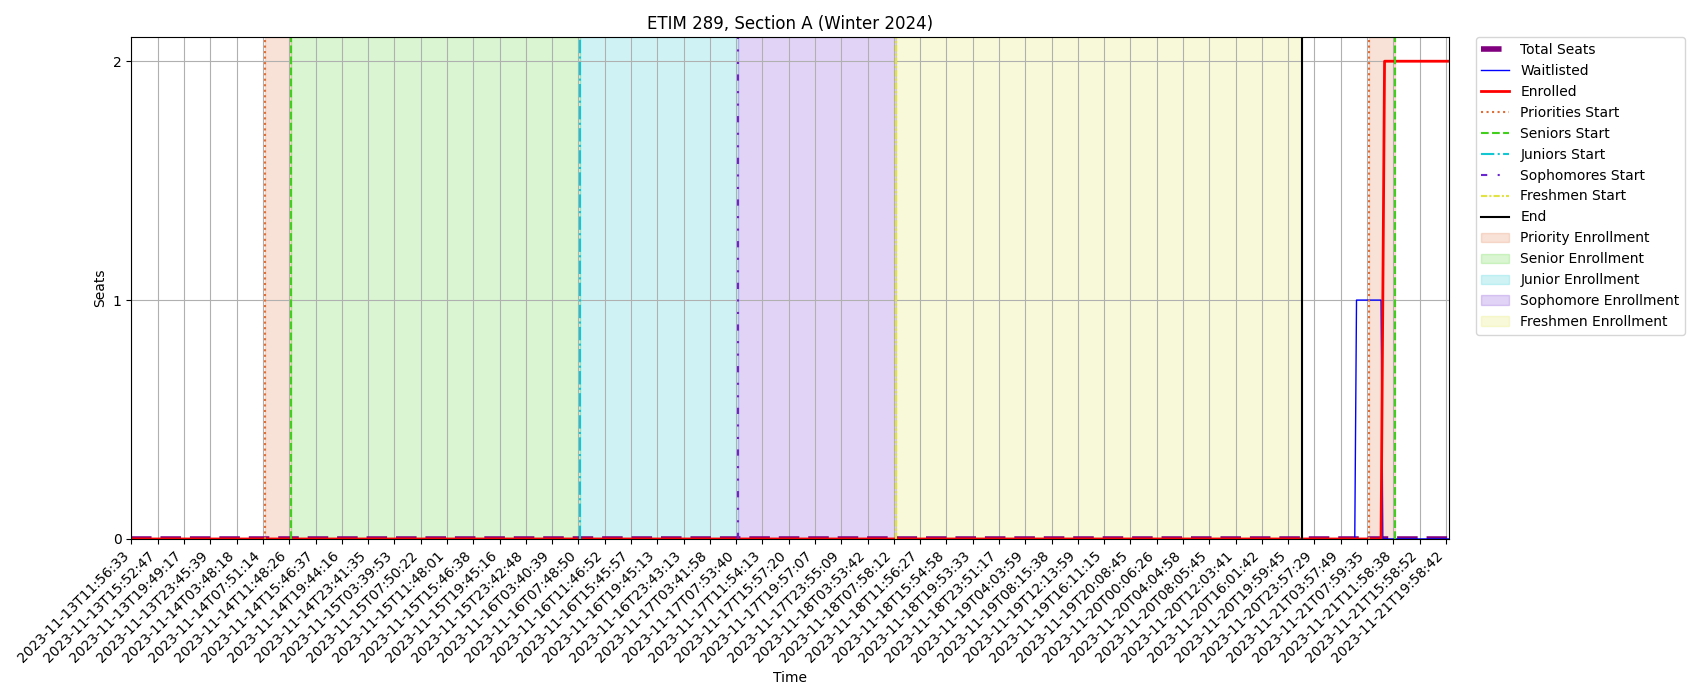 ETIM 289, Section A (Winter 2024)
2
1
0
Seats
2023-11-13T11:56:33
2023-11-13T15:52:47
2023-11-13T19:49:17
2023-11-13T23:45:39
2023-11-14T03:48:18
2023-11-14T07:51:14
2023-11-14T11:48:26
2023-11-14T15:46:37
2023-11-14T19:44:16
2023-11-14T23:41:35
2023-11-15T03:39:53
2023-11-15T07:50:22
2023-11-15T11:48:01
2023-11-15T15:46:38
2023-11-15T19:45:16
2023-11-15T23:42:48
2023-11-16T03:40:39
2023-11-16T07:48:50
2023-11-16T11:46:52
2023-11-16T15:45:57
2023-11-16T19:45:13
2023-11-16T23:43:13
2023-11-17T03:41:58
2023-11-17T07:53:40
2023-11-17T11:54:13
2023-11-17T15:57:20
2023-11-17T19:57:07
2023-11-17T23:55:09
2023-11-18T03:53:42
2023-11-18T07:58:12
2023-11-18T11:56:27
2023-11-18T15:54:58
2023-11-18T19:53:33
2023-11-18T23:51:17
2023-11-19T04:03:59
2023-11-19T08:15:38
2023-11-19T12:13:59
2023-11-19T16:11:15
2023-11-19T20:08:45
2023-11-20T00:06:26
2023-11-20T04:04:58
2023-11-20T08:05:45
2023-11-20T12:03:41
2023-11-20T16:01:42
2023-11-20T19:59:45
2023-11-20T23:57:29
2023-11-21T03:57:49
2023-11-21T07:59:35
2023-11-21T11:58:38
2023-11-21T15:58:52
2023-11-21T19:58:42
Time
Total Seats
Waitlisted
Enrolled
Priorities Start
Seniors Start
Juniors Start
Sophomores Start
Freshmen Start
End
Priority Enrollment
Senior Enrollment
Junior Enrollment
Sophomore Enrollment
Freshmen Enrollment